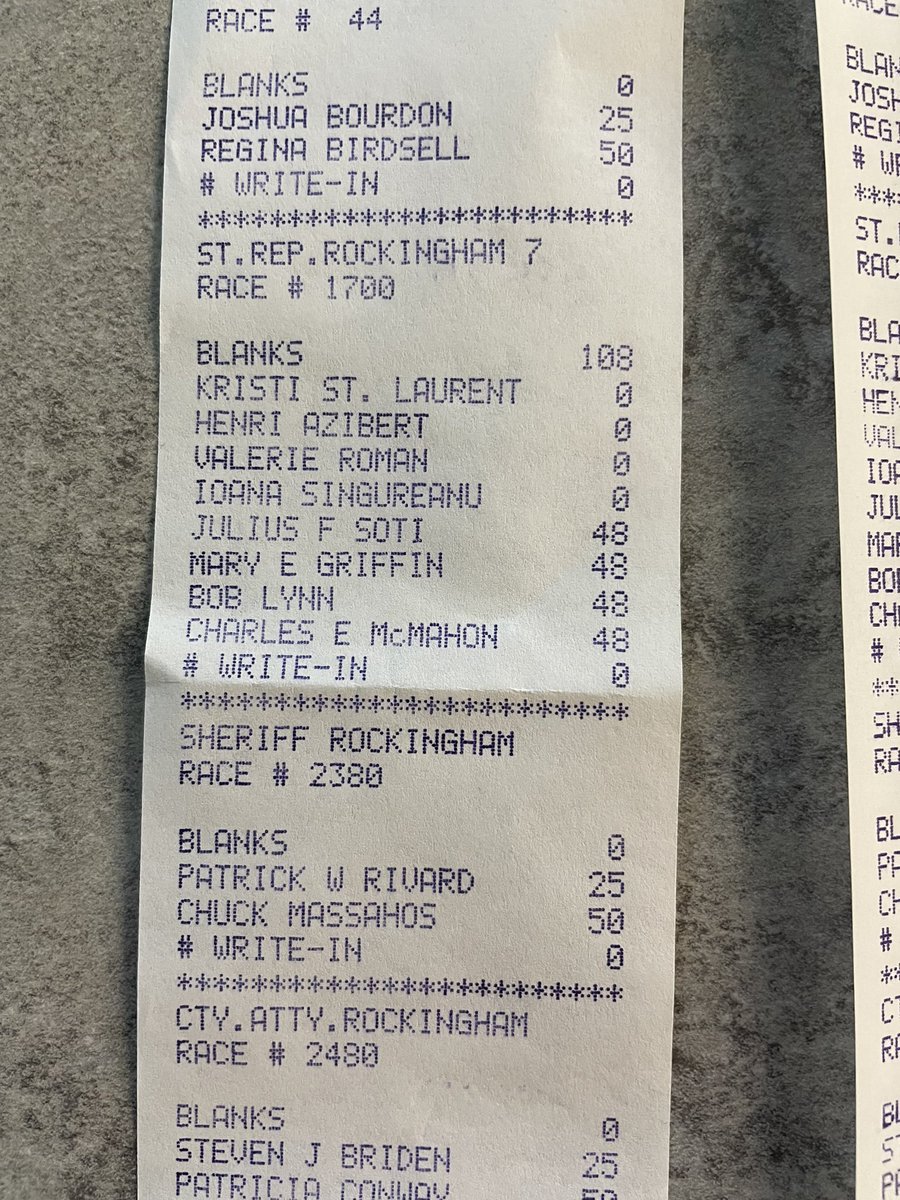 RACE # 44
BLANKS 0
JOSHUA BOURDON 25
REGINA BIRDSELL 50
# WRITE-IN 0
*************************
ST.REP.ROCKINGHAM 7
RACE # 1700
BLANKS 108
KRISTI ST. LAURENT 0
HENRI AZIBERT 0
VALERIE ROMAN 0
IOANA SINGUREANU 0
JULIUS F SOTI 48
MARY E GRIFFIN 48
BOB LYNN 48
CHARLES E McMAHON 48
# WRITE-IN 0
*************************
SHERIFF ROCKINGHAM
RACE # 2380
BLANKS 0
PATRICK W RIVARD 25
CHUCK MASSAHOS 50
# WRITE-IN 0
*************************
CTY.ATTY.ROCKINGHAM
RACE # 2480
BLANKS 0
STEVEN J BRIDEN 25
PATRICIA CONWAY 50